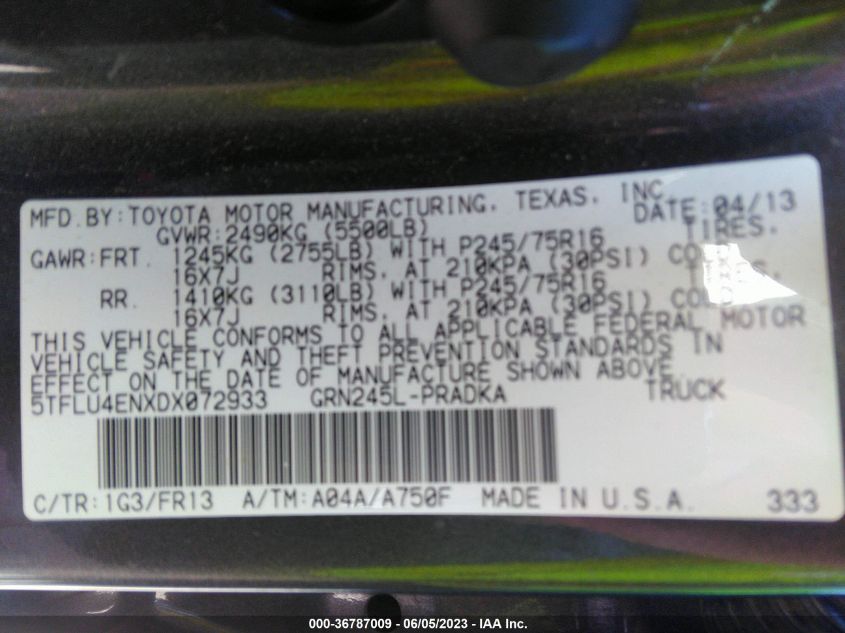 MFD.BY:TOYOTA MOTOR MANUFACTURING, TEXAS, INC
DATE:04/13
GVWR:2490KG (5500LB)
GAWR:FRT. 1245KG (2755LB) WITH P245/75R16 TIRES,
16X7J RIMS, AT 210KPA (30PSI)
RR. 1410KG (3110LB) WITH P245/75R16
16X7J RIMS, AT 210KPA (30PSI)
THIS VEHICLE CONFORMS TO ALL APPLICABLE FEDERAL MOTOR
VEHICLE SAFETY AND THEFT PREVENTION STANDARDS IN
EFFECT ON THE DATE OF MANUFACTURE SHOWN ABOVE.
5TFLU4ENXDX072933 GRN245L-PRADKA TRUCK
C/TR:1G3/FR13 A/TM:A04A/A750F MADE IN U.S.A. 333
000-36787009 - 06/05/2023 - IAA Inc.